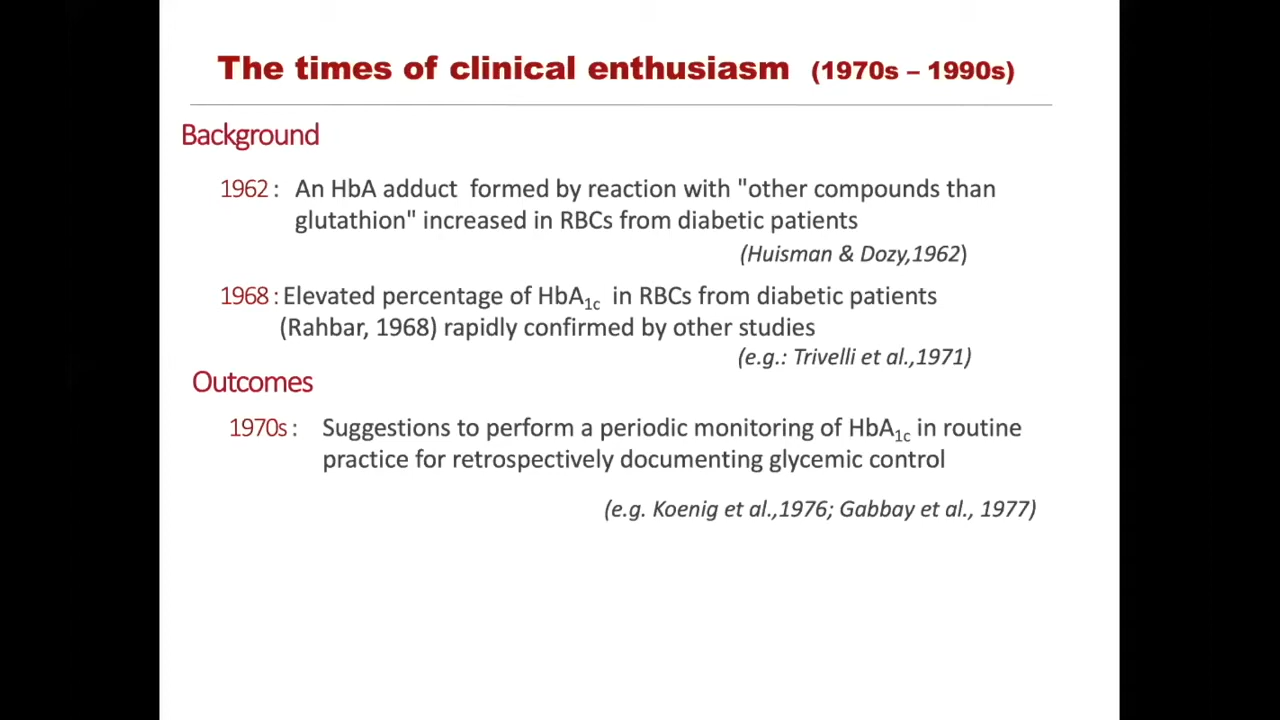 The times of clinical enthusiasm (1970s – 1990s)
Background
1962 : An HbA adduct formed by reaction with "other compounds than
glutathion" increased in RBCs from diabetic patients
(Huisman & Dozy,1962)
1968 : Elevated percentage of HbA1c in RBCs from diabetic patients
(Rahbar, 1968) rapidly confirmed by other studies
(e.g.: Trivelli et al.,1971)
Outcomes
1970s : Suggestions to perform a periodic monitoring of HbA1c in routine
practice for retrospectively documenting glycemic control
(e.g. Koenig et al.,1976; Gabbay et al., 1977)